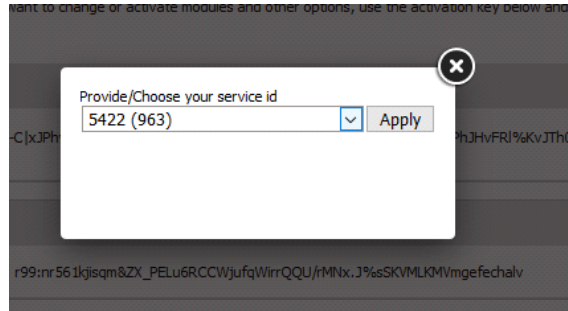 want to change or activate modules and other options, use the activation key below and
Provide/Choose your service id
5422 (963)
Apply
r99:nr561kjisqm&ZX_PELu6RCCWjufqWirrQQU/rMNx.J%sSKVMLKMVmgefechalv